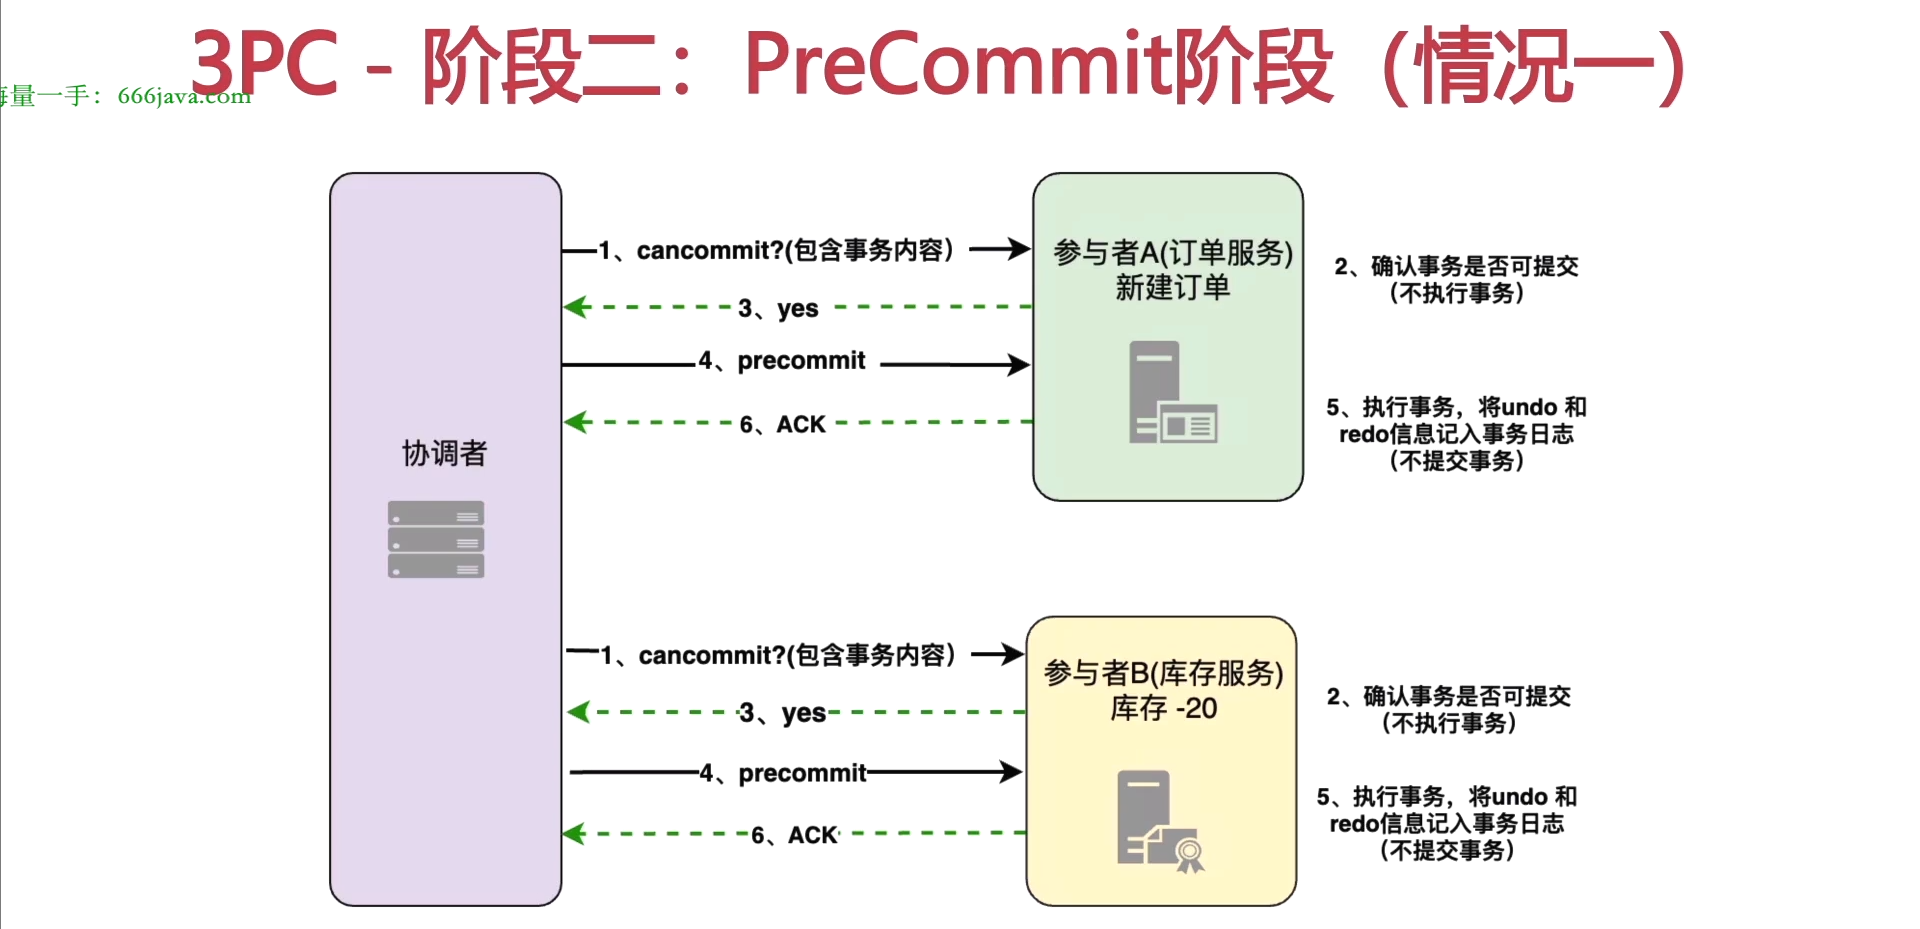 3PC - 阶段二：PreCommit阶段（情况一）
量一手：666java.com
1、cancommit?(包含事务内容）
参与者A(订单服务)
新建订单
2、确认事务是否可提交
（不执行事务）
3、yes
4、precommit
5、执行事务，将undo 和
redo信息记入事务日志
（不提交事务）
6、ACK
协调者
1、cancommit?(包含事务内容）
参与者B(库存服务)
库存 -20
2、确认事务是否可提交
（不执行事务）
3、yes
4、precommit
5、执行事务，将undo 和
redo信息记入事务日志
（不提交事务）
6、ACK